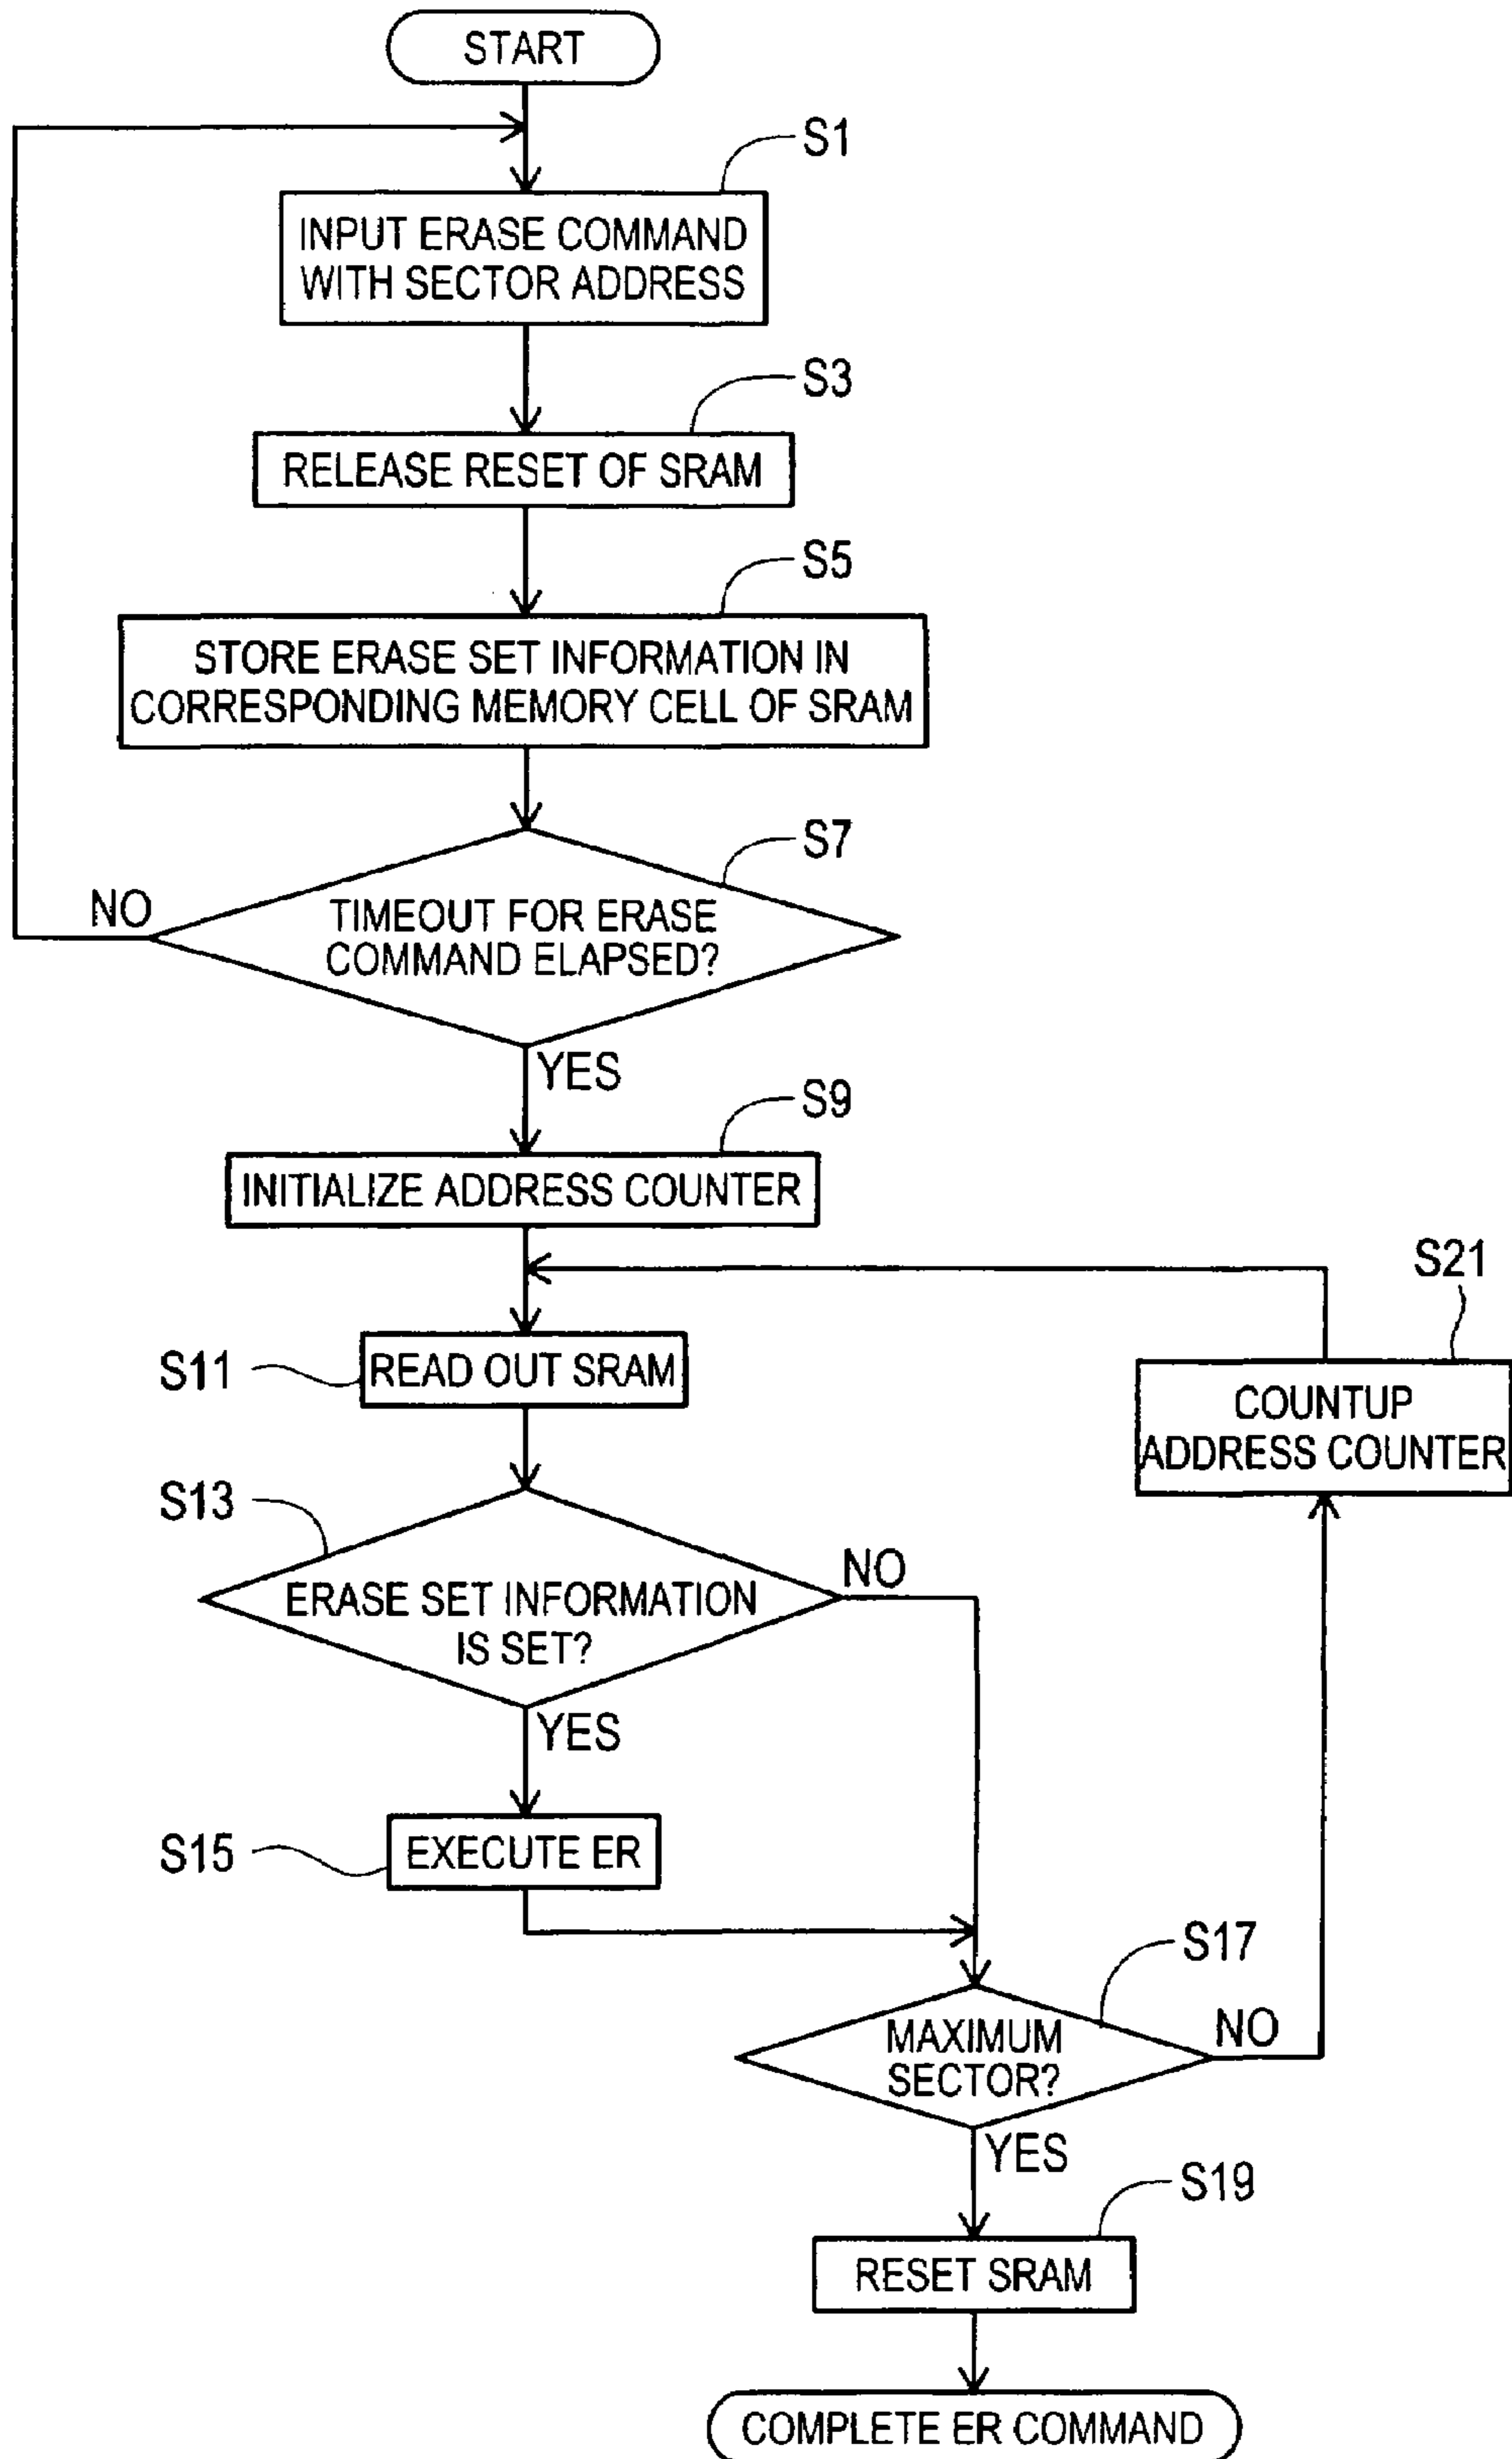 START
S1
INPUT ERASE COMMAND
WITH SECTOR ADDRESS
S3
RELEASE RESET OF SRAM
S5
STORE ERASE SET INFORMATION IN
CORRESPONDING MEMORY CELL OF SRAM
S7
NO
TIMEOUT FOR ERASE
COMMAND ELAPSED?
YES
S9
INITIALIZE ADDRESS COUNTER
S21
S11
READ OUT SRAM
COUNTUP
ADDRESS COUNTER
S13
NO
ERASE SET INFORMATION
IS SET?
YES
S15
EXECUTE ER
S17
MAXIMUM
SECTOR?
NO
YES
S19
RESET SRAM
COMPLETE ER COMMAND